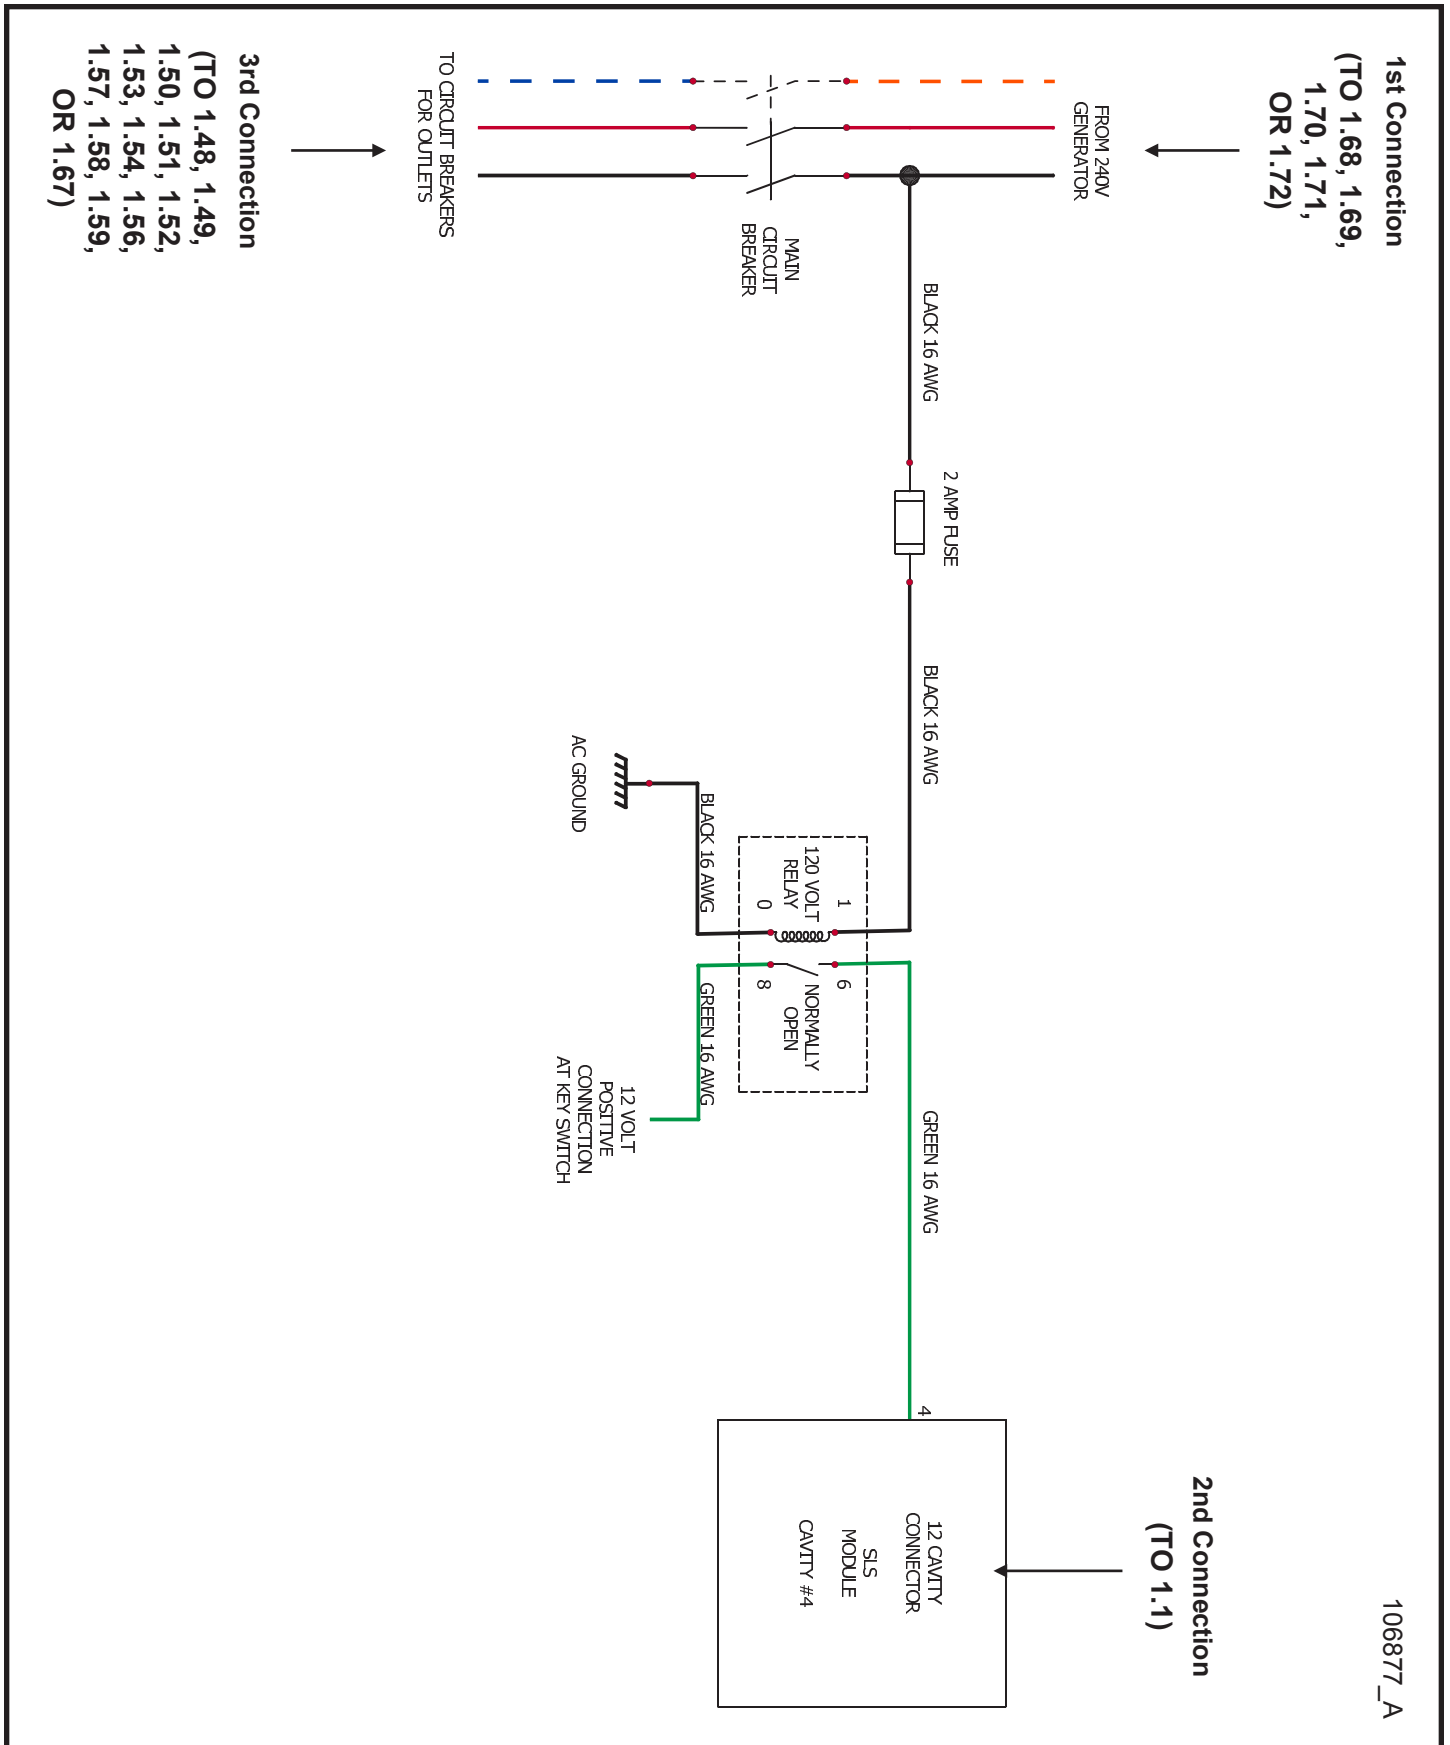 1st Connection
(TO 1.68, 1.69,
1.70, 1.71,
OR 1.72)
FROM 240V
GENERATOR
MAIN
CIRCUIT
BREAKER
TO CIRCUIT BREAKERS
FOR OUTLETS
3rd Connection
(TO 1.48, 1.49,
1.50, 1.51, 1.52,
1.53, 1.54, 1.56,
1.57, 1.58, 1.59,
OR 1.67)
BLACK 16 AWG
2 AMP FUSE
BLACK 16 AWG
AC GROUND
BLACK 16 AWG
120 VOLT
RELAY
1
0
6
8
NORMALLY
OPEN
GREEN 16 AWG
12 VOLT
POSITIVE
CONNECTION
AT KEY SWITCH
GREEN 16 AWG
4
12 CAVITY
CONNECTOR
SLS
MODULE
CAVITY #4
2nd Connection
(TO 1.1)
106877_A